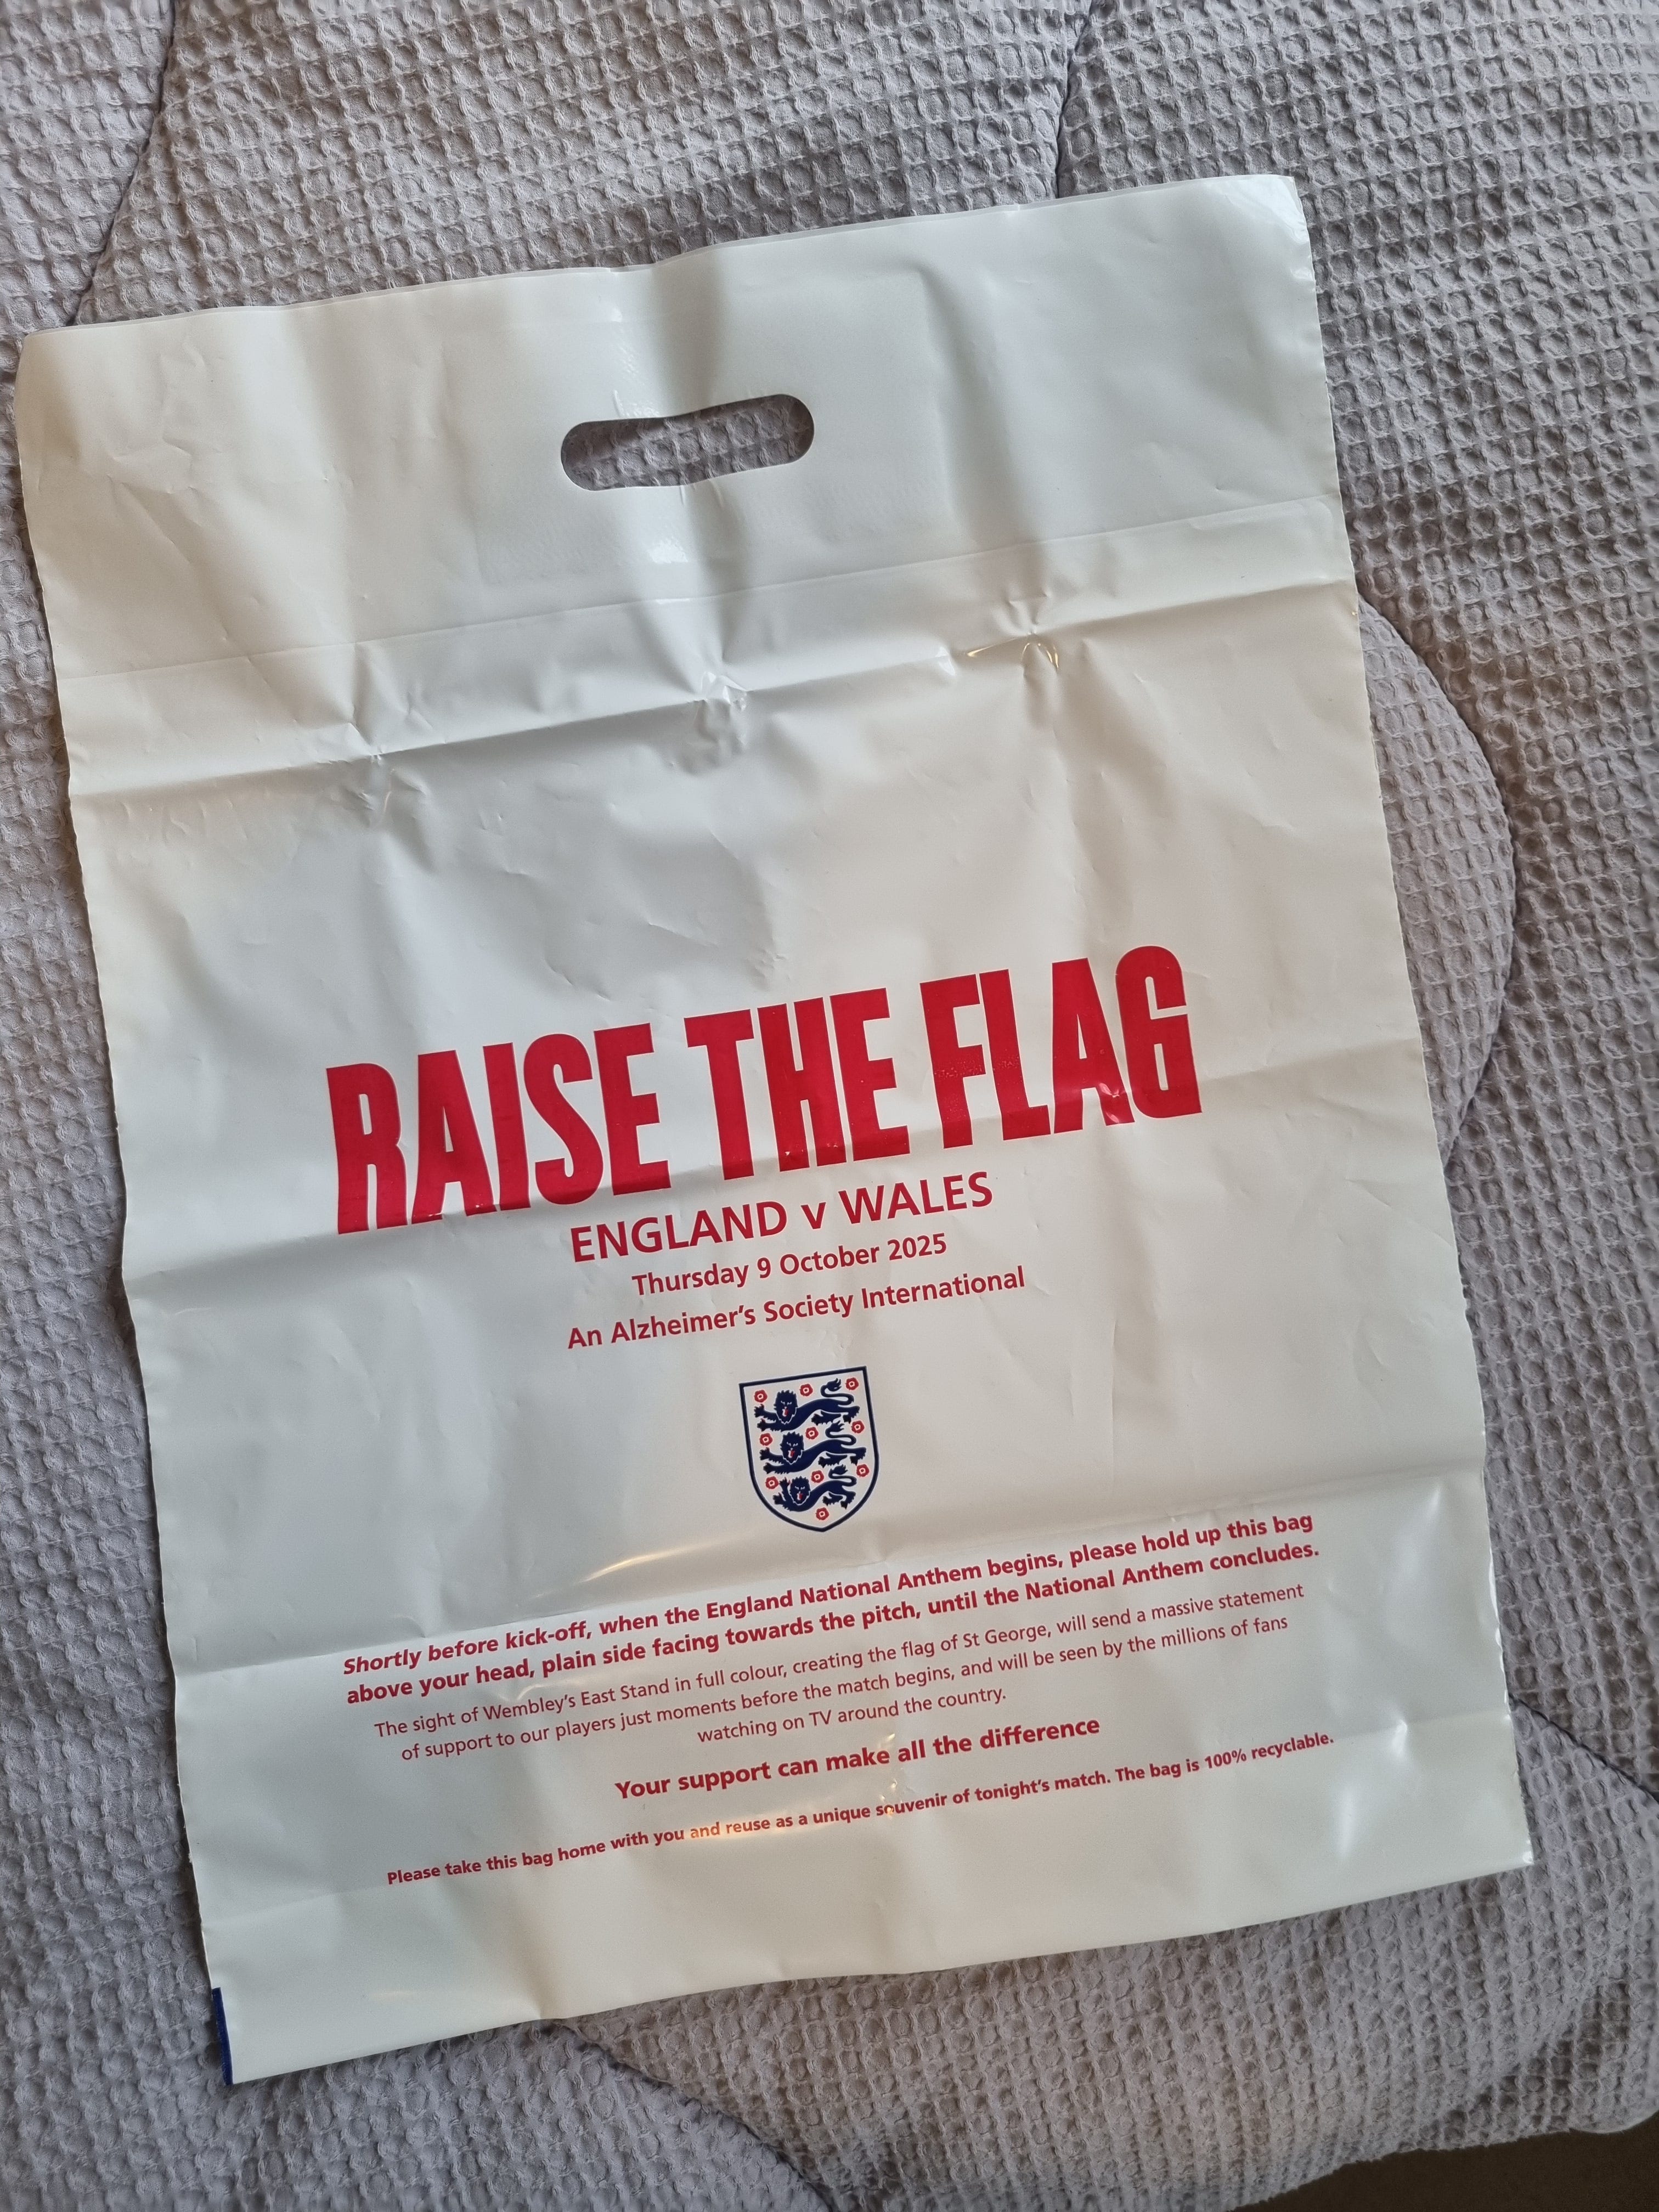 RAISE THE FLAG
ENGLAND v WALES
Thursday 9 October 2025
An Alzheimer's Society International
Shortly before kick-off, when the England National Anthem begins, please hold up this bag
above your head, plain side facing towards the pitch, until the National Anthem concludes.
The sight of Wembley's East Stand in full colour, creating the flag of St George, will send a massive statement
of support to our players just moments before the match begins, and will be seen by the millions of fans
watching on TV around the country.
Your support can make all the difference
Please take this bag home with you and reuse as a unique souvenir of tonight's match. The bag is 100% recyclable.